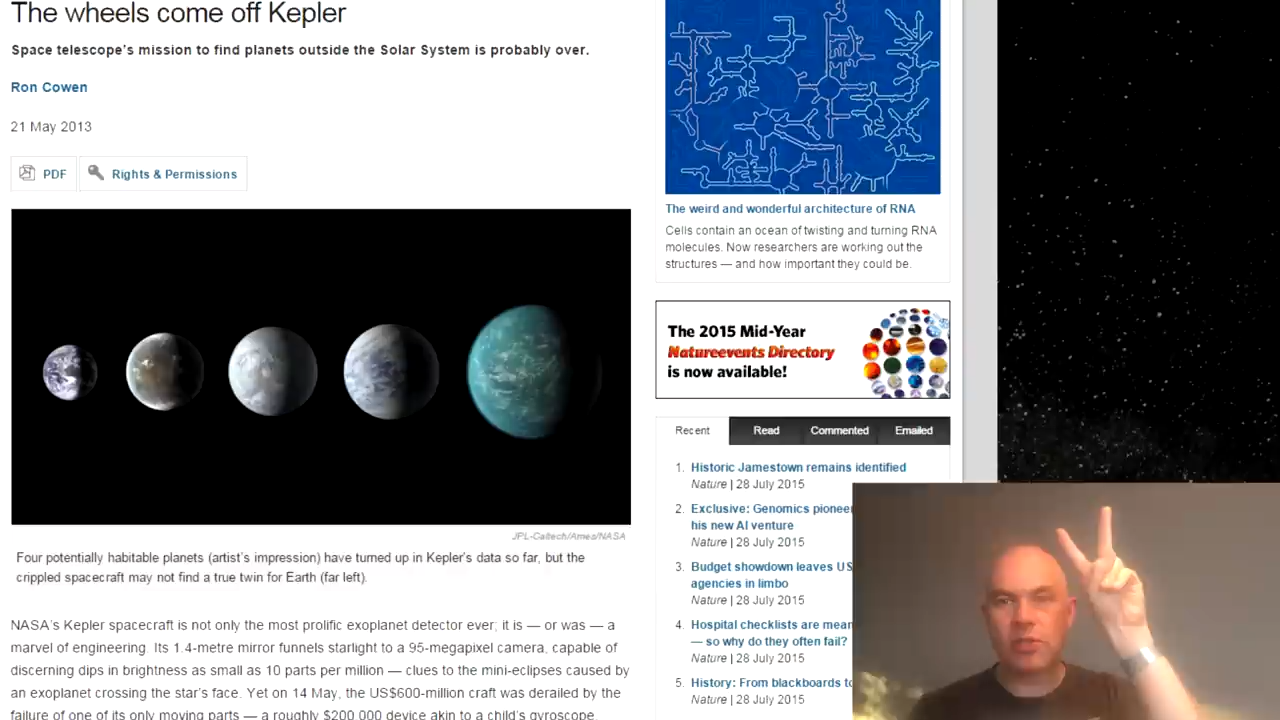 The wheels come off Kepler
Space telescope's mission to find planets outside the Solar System is probably over.
Ron Cowen
21 May 2013
PDF
Rights & Permissions
JPL-Caltech/Ames/NASA
Four potentially habitable planets (artist's impression) have turned up in Kepler's data so far, but the
crippled spacecraft may not find a true twin for Earth (far left).
NASA's Kepler spacecraft is not only the most prolific exoplanet detector ever; it is — or was — a
marvel of engineering. Its 1.4-metre mirror funnels starlight to a 95-megapixel camera, capable of
discerning dips in brightness as small as 10 parts per million — clues to the mini-eclipses caused by
an exoplanet crossing the star's face. Yet on 14 May, the US$600-million craft was derailed by the
failure of one of its only moving parts — a roughly $200,000 device akin to a child's gyroscope.
The weird and wonderful architecture of RNA
Cells contain an ocean of twisting and turning RNA
molecules. Now researchers are working out the
structures — and how important they could be.
The 2015 Mid-Year
Natureevents Directory
is now available!
Recent
Read
Commented
Emailed
1. Historic Jamestown remains identified
Nature | 28 July 2015
2. Exclusive: Genomics pioneer
his new AI venture
Nature | 28 July 2015
3. Budget showdown leaves US
agencies in limbo
Nature | 28 July 2015
4. Hospital checklists are mean
— so why do they often fail?
Nature | 28 July 2015
5. History: From blackboards to
Nature | 28 July 2015